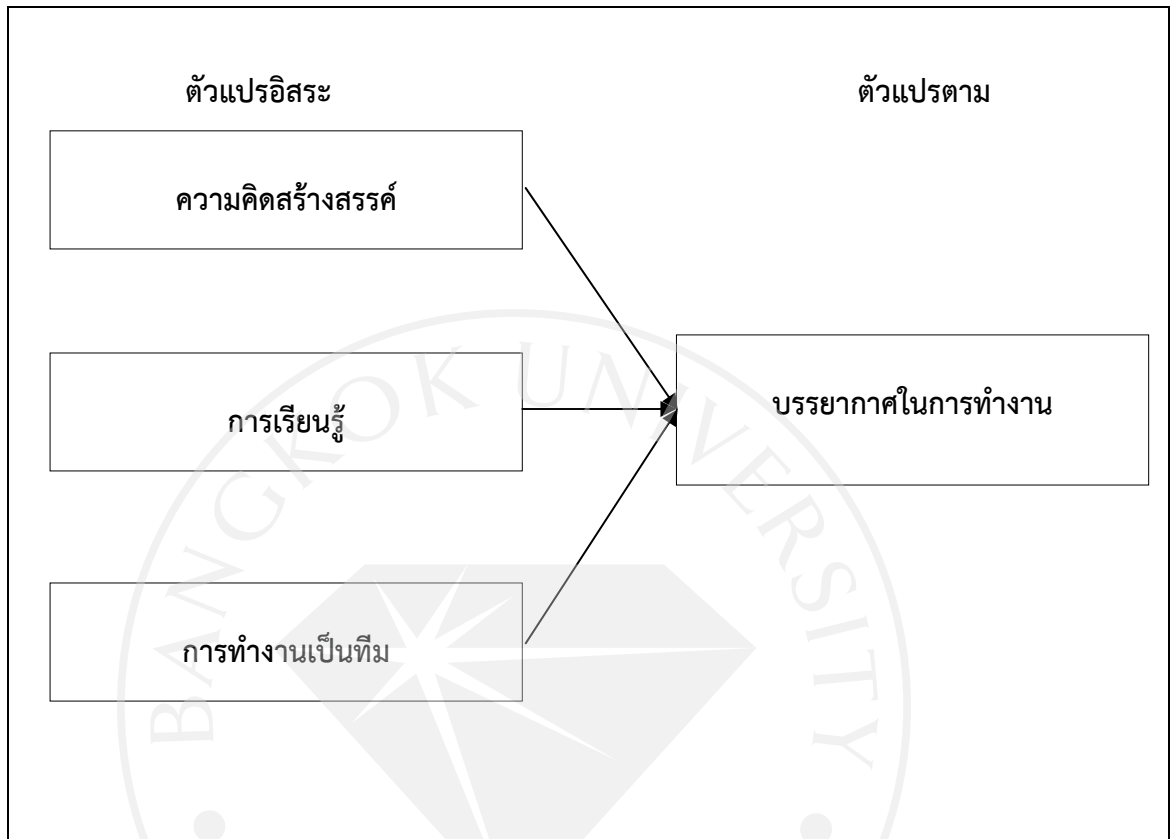 ตัวแปรอิสระ
ตัวแปรตาม
ความคิดสร้างสรรค์
การเรียนรู้
บรรยากาศในการทำงาน
การทำงานเป็นทีม
BANGKOK UNIVERSITY